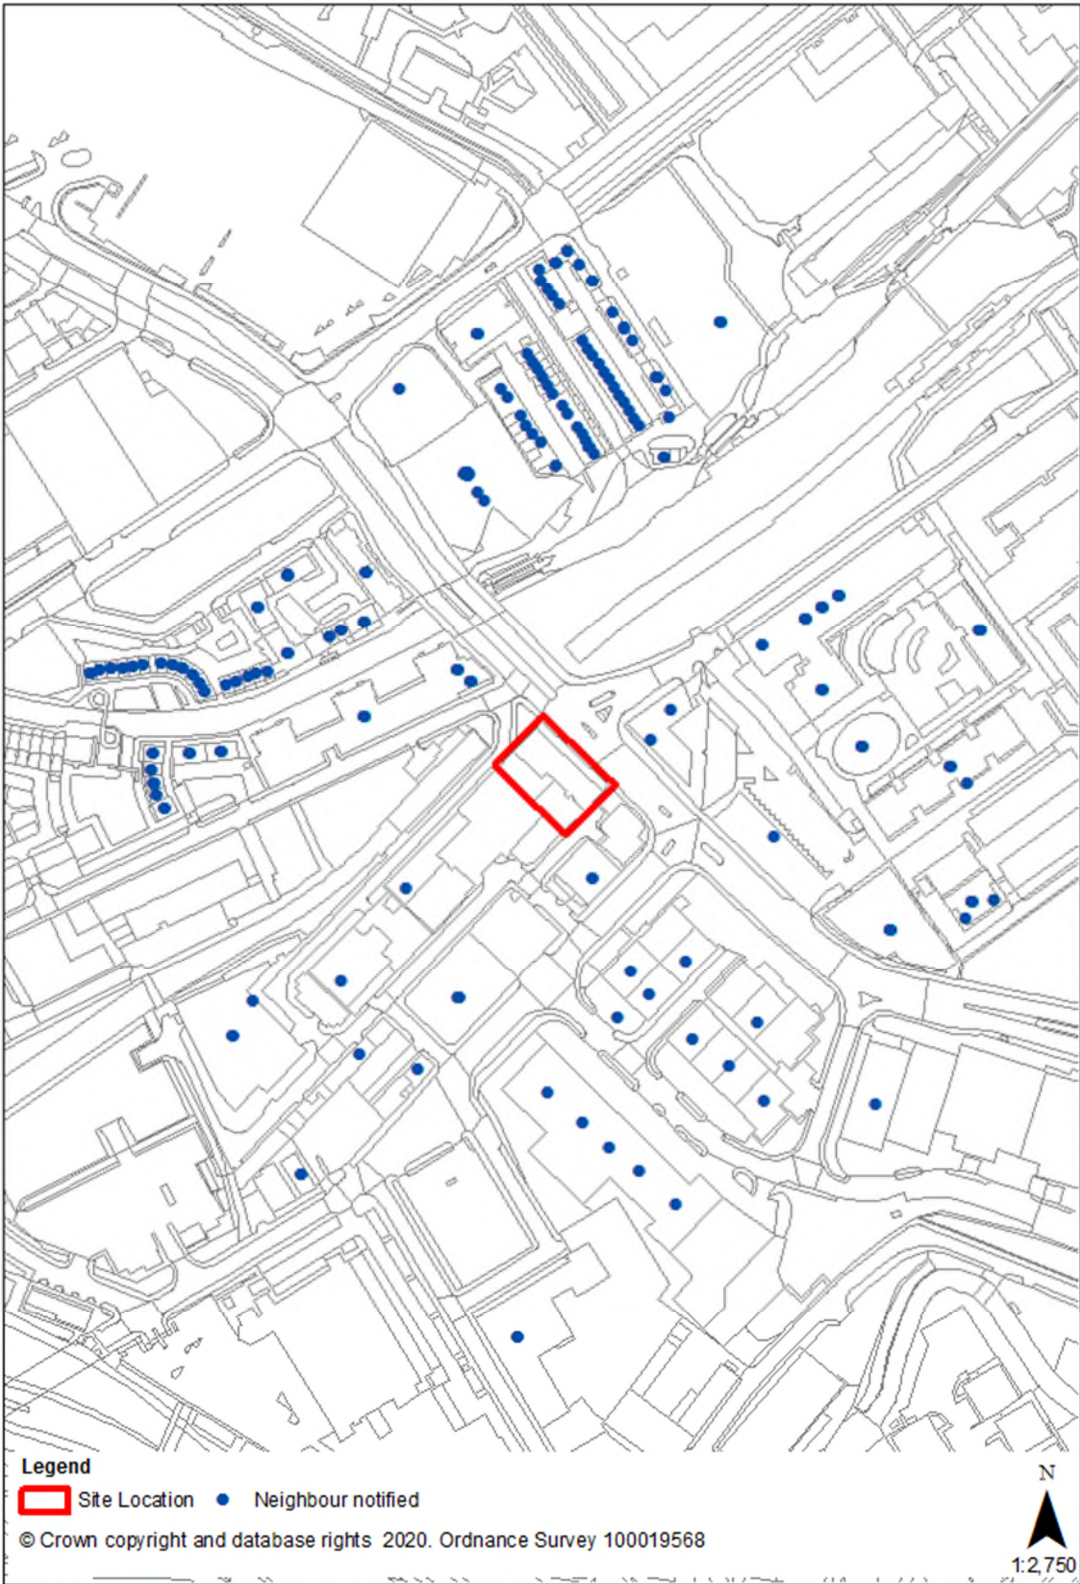 Legend
Site Location
Neighbour notified
© Crown copyright and database rights 2020. Ordnance Survey 100019568
N
1:2,750